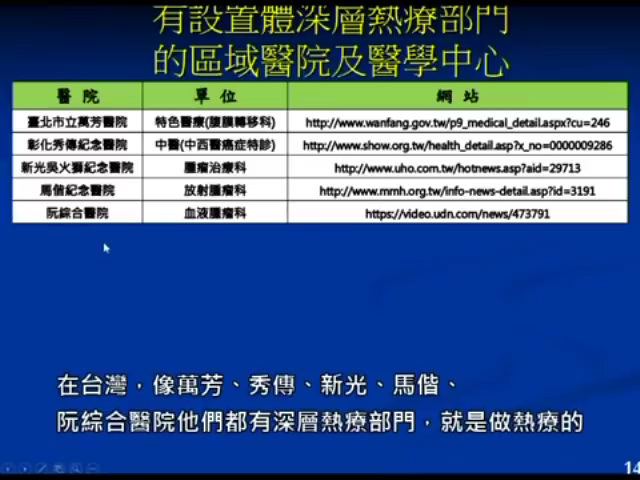 有設置體深層熱療部門
的區域醫院及醫學中心
醫 院 單 位 網 站
臺北市立萬芳醫院 特色醫療(腹膜轉移科) http://www.wanfang.gov.tw/p9_medical_detail.aspx?cu=246
彰化秀傳紀念醫院 中醫(中西醫癌症特診) http://www.show.org.tw/health_detail.asp?x_no=0000009286
新光吳火獅紀念醫院 腫瘤治療科 http://www.uho.com.tw/hotnews.asp?aid=29713
馬偕紀念醫院 放射腫瘤科 http://www.mmh.org.tw/info-news-detail.asp?id=3191
阮綜合醫院 血液腫瘤科 https://video.udn.com/news/473791
在台灣，像萬芳、秀傳、新光、馬偕、
阮綜合醫院他們都有深層熱療部門，就是做熱療的
14